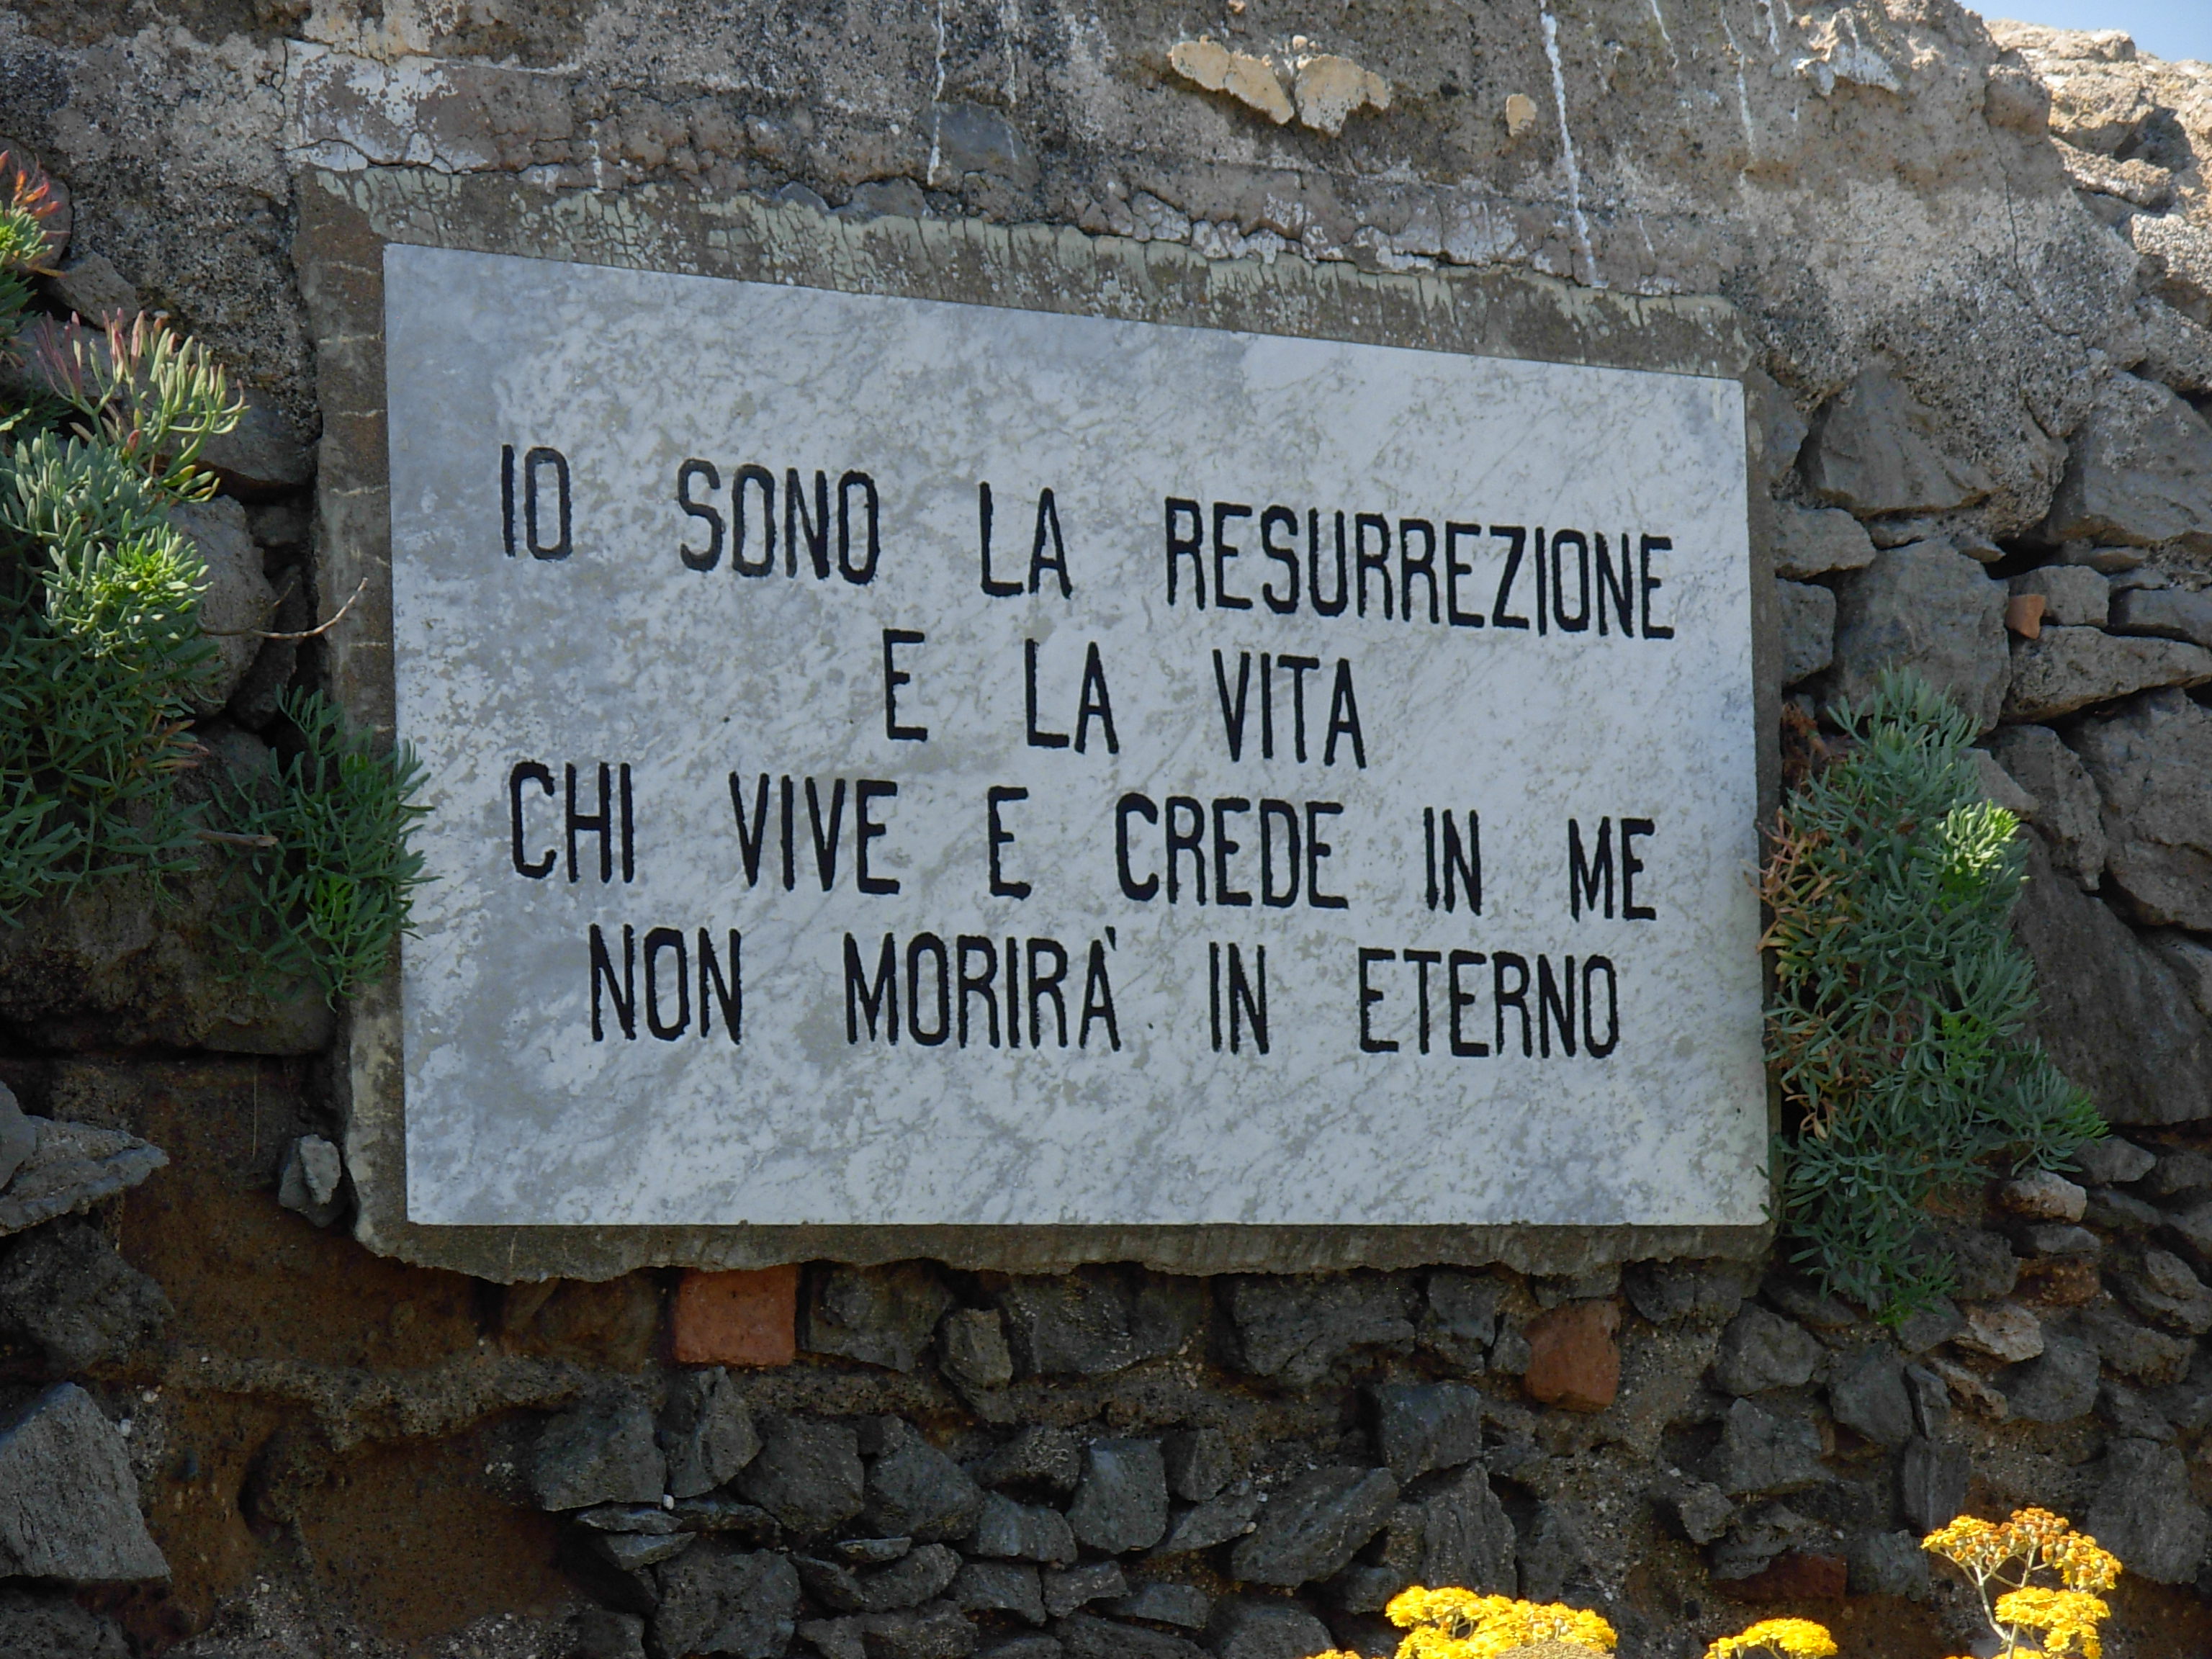 IO SONO LA RESURREZIONE
E LA VITA
CHI VIVE E CREDE IN ME
NON MORIRÀ IN ETERNO